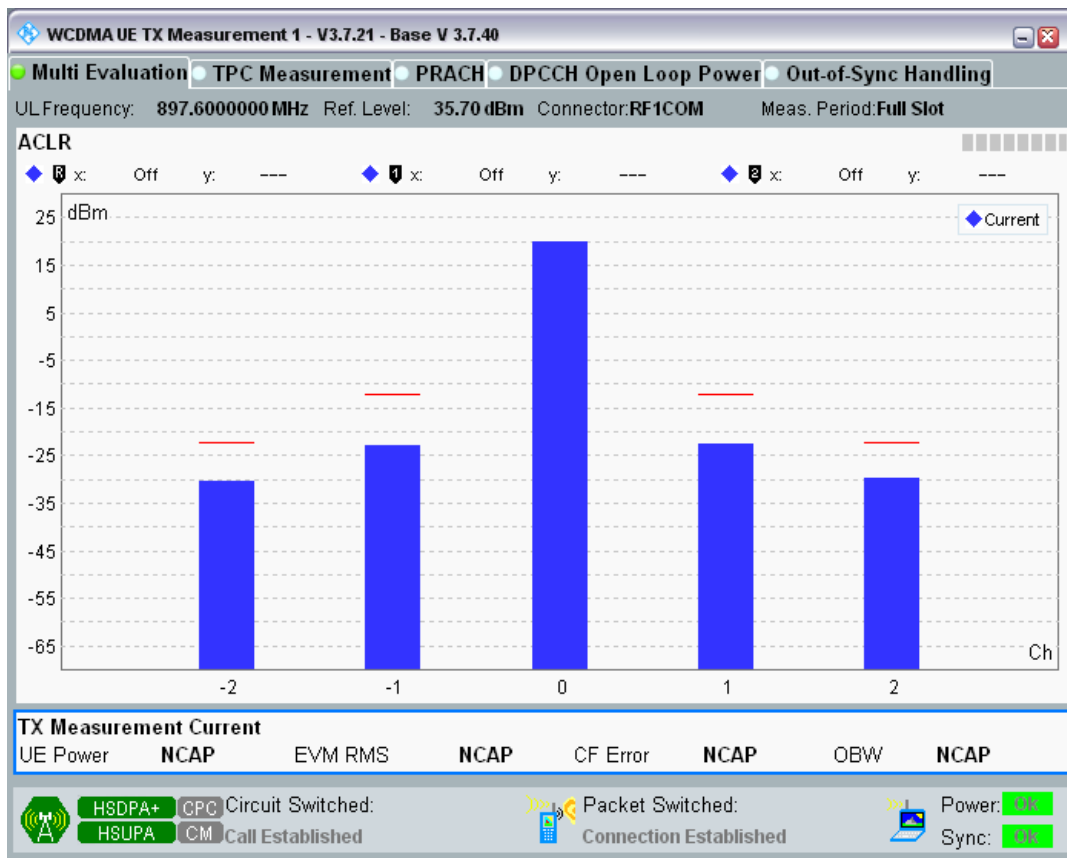 WCDMA UE TX Measurement 1 - V3.7.21 - Base V 3.7.40
Multi Evaluation TPC Measurement PRACH DPCCH Open Loop Power Out-of-Sync Handling
UL Frequency: 897.6000000 MHz Ref. Level: 35.70 dBm Connector: RF1COM Meas. Period: Full Slot
ACLR
R x: Off y: --- 1 x: Off y: --- 2 x: Off y: ---
dBm
Current
25
15
5
-5
-15
-25
-35
-45
-55
-65
Ch
-2 -1 0 1 2
TX Measurement Current
UE Power NCAP EVM RMS NCAP CF Error NCAP OBW NCAP
HSDPA+ CPC Circuit Switched: Packet Switched: Power: Ok
HSUPA CM Call Established Connection Established Sync: Ok